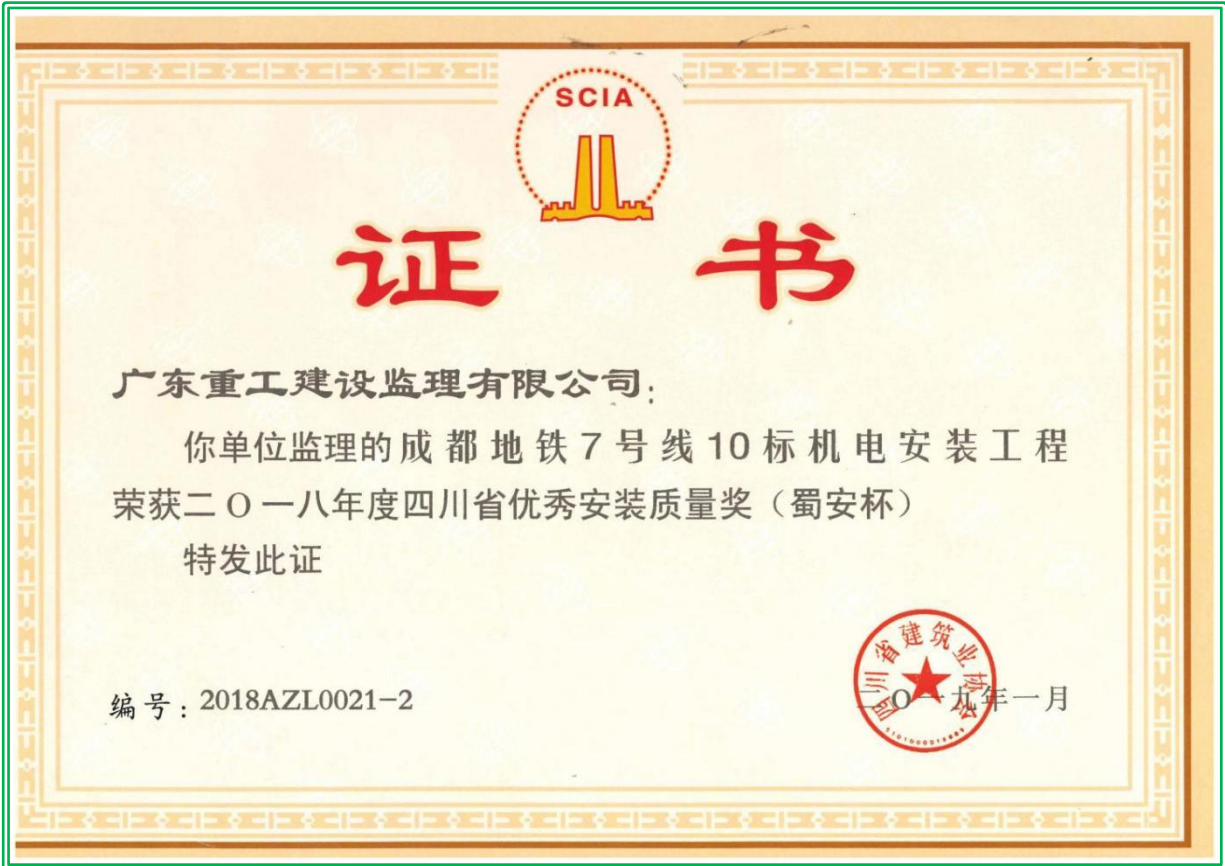 SCIA
证 书
广东重工建设监理有限公司:
你单位监理的成都地铁7号线10标机电安装工程
荣获二O一八年度四川省优秀安装质量奖（蜀安杯）
特发此证
编号: 2018AZL0021-2
四川省建筑业协会
二O一九年一月